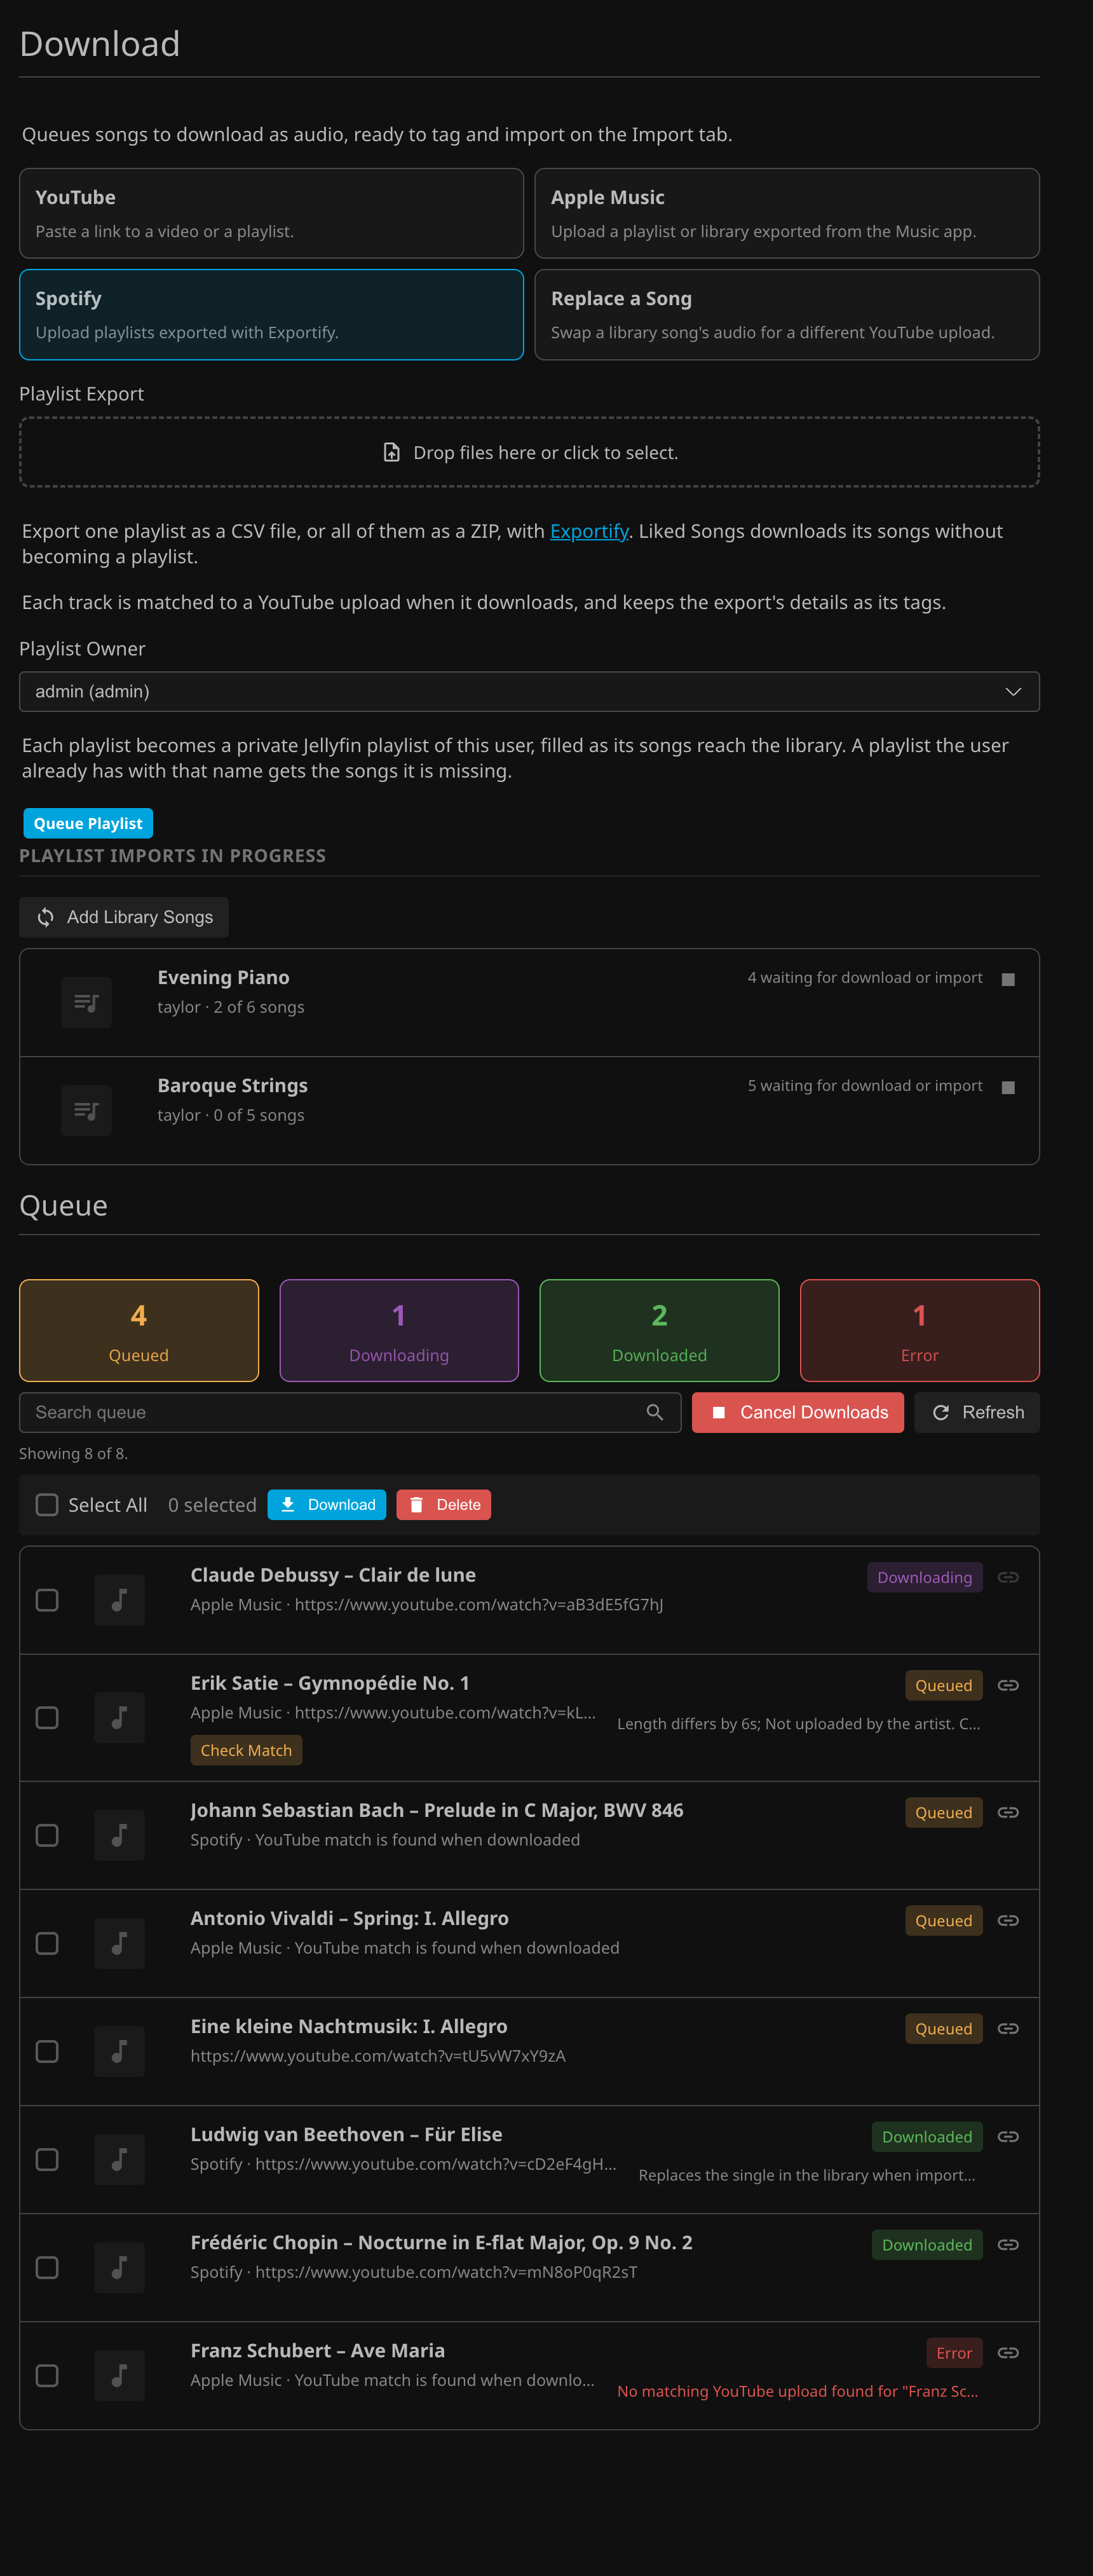 Download
Queues songs to download as audio, ready to tag and import on the Import tab.
YouTube
Paste a link to a video or a playlist.
Apple Music
Upload a playlist or library exported from the Music app.
Spotify
Upload playlists exported with Exportify.
Replace a Song
Swap a library song's audio for a different YouTube upload.
Playlist Export
Drop files here or click to select.
Export one playlist as a CSV file, or all of them as a ZIP, with Exportify. Liked Songs downloads its songs without
becoming a playlist.
Each track is matched to a YouTube upload when it downloads, and keeps the export's details as its tags.
Playlist Owner
admin (admin)
Each playlist becomes a private Jellyfin playlist of this user, filled as its songs reach the library. A playlist the user
already has with that name gets the songs it is missing.
Queue Playlist
PLAYLIST IMPORTS IN PROGRESS
Add Library Songs
Evening Piano
taylor · 2 of 6 songs
4 waiting for download or import
Baroque Strings
taylor · 0 of 5 songs
5 waiting for download or import
Queue
4
Queued
1
Downloading
2
Downloaded
1
Error
Search queue
Cancel Downloads
Refresh
Showing 8 of 8.
Select All
0 selected
Download
Delete
Claude Debussy – Clair de lune
Apple Music · https://www.youtube.com/watch?v=aB3dE5fG7hJ
Downloading
Erik Satie – Gymnopédie No. 1
Apple Music · https://www.youtube.com/watch?v=kL...
Check Match
Queued
Length differs by 6s; Not uploaded by the artist. C...
Johann Sebastian Bach – Prelude in C Major, BWV 846
Spotify · YouTube match is found when downloaded
Queued
Antonio Vivaldi – Spring: I. Allegro
Apple Music · YouTube match is found when downloaded
Queued
Eine kleine Nachtmusik: I. Allegro
https://www.youtube.com/watch?v=tU5vW7xY9zA
Queued
Ludwig van Beethoven – Für Elise
Spotify · https://www.youtube.com/watch?v=cD2eF4gH...
Downloaded
Replaces the single in the library when import...
Frédéric Chopin – Nocturne in E-flat Major, Op. 9 No. 2
Spotify · https://www.youtube.com/watch?v=mN8oP0qR2sT
Downloaded
Franz Schubert – Ave Maria
Apple Music · YouTube match is found when downlo...
Error
No matching YouTube upload found for "Franz Sc...